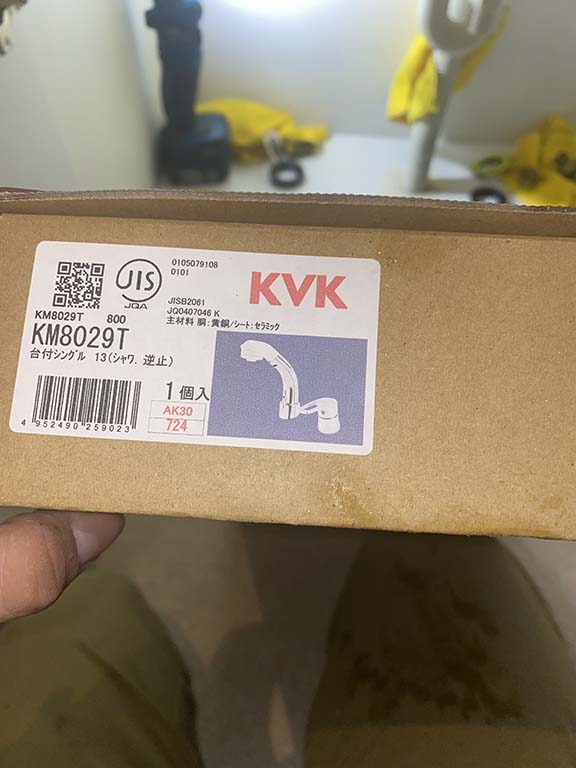 0105079108
0101
KVK
JIS
JQA
JISB2061
JQ0407046 K
主材料 胴:黄銅/シート:セラミック
KM8029T 800
KM8029T
台付シングル 13(シャワ. 逆止)
1個入
AK30
724
4 952490 259023